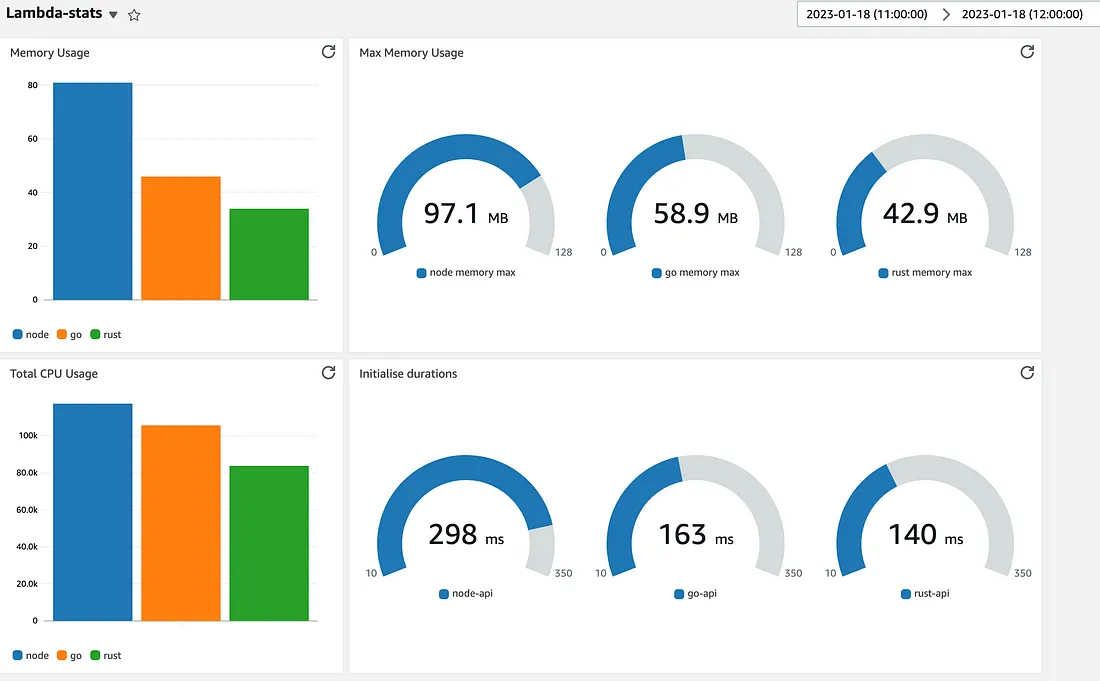 Lambda-stats
2023-01-18 (11:00:00) 2023-01-18 (12:00:00)
Memory Usage
80
60
40
20
0
node go rust
Max Memory Usage
97.1 MB
0 128
node memory max
58.9 MB
0 128
go memory max
42.9 MB
0 128
rust memory max
Total CPU Usage
100k
80.0k
60.0k
40.0k
20.0k
0
node go rust
Initialise durations
298 ms
10 350
node-api
163 ms
10 350
go-api
140 ms
10 350
rust-api